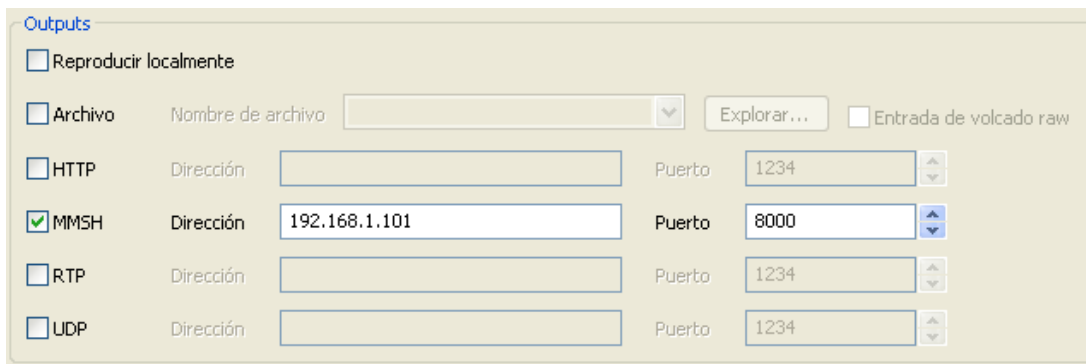 Outputs
Reproducir localmente
Archivo Nombre de archivo Explorar... Entrada de volcado raw
HTTP Dirección Puerto 1234
MMSH Dirección 192.168.1.101 Puerto 8000
RTP Dirección Puerto 1234
UDP Dirección Puerto 1234